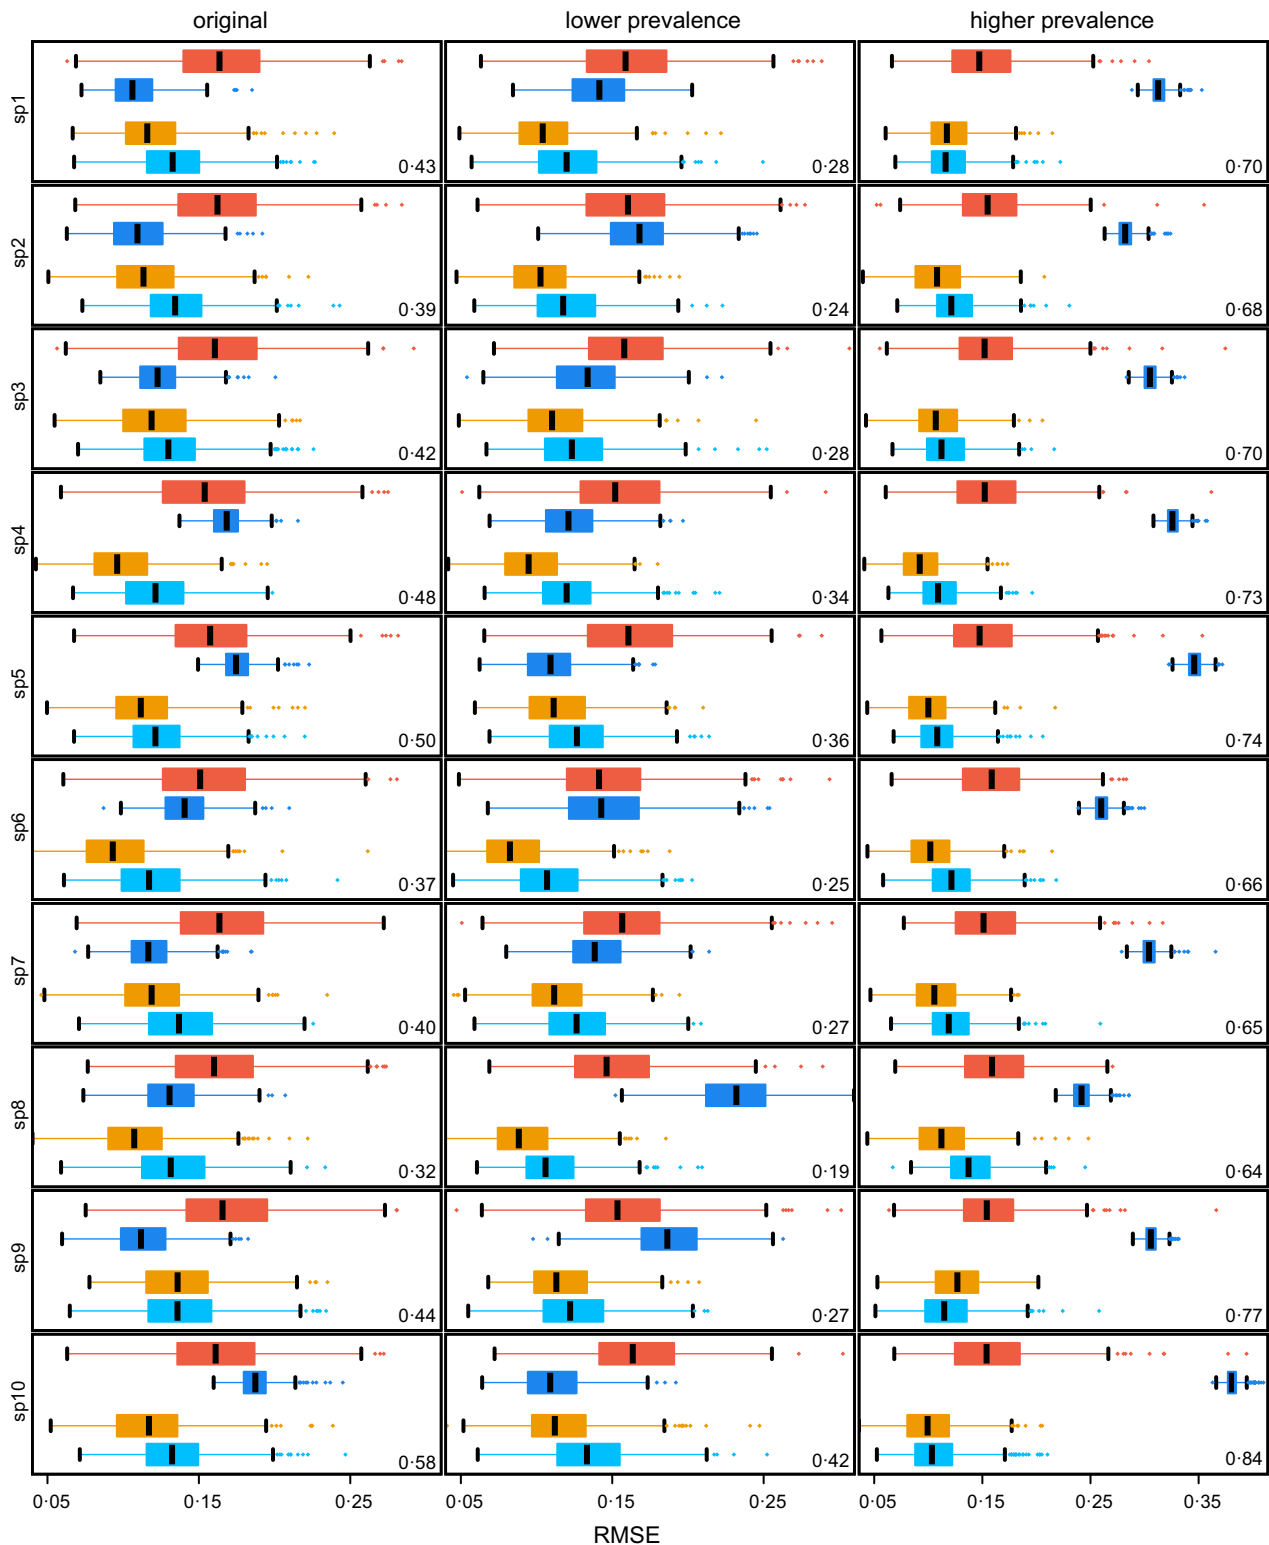 original lower prevalence higher prevalence
sp1 0·43 0·28 0·70
sp2 0·39 0·24 0·68
sp3 0·42 0·28 0·70
sp4 0·48 0·34 0·73
sp5 0·50 0·36 0·74
sp6 0·37 0·25 0·66
sp7 0·40 0·27 0·65
sp8 0·32 0·19 0·64
sp9 0·44 0·27 0·77
sp10 0·58 0·42 0·84
0·05 0·15 0·25 0·05 0·15 0·25 0·05 0·15 0·25 0·35
RMSE